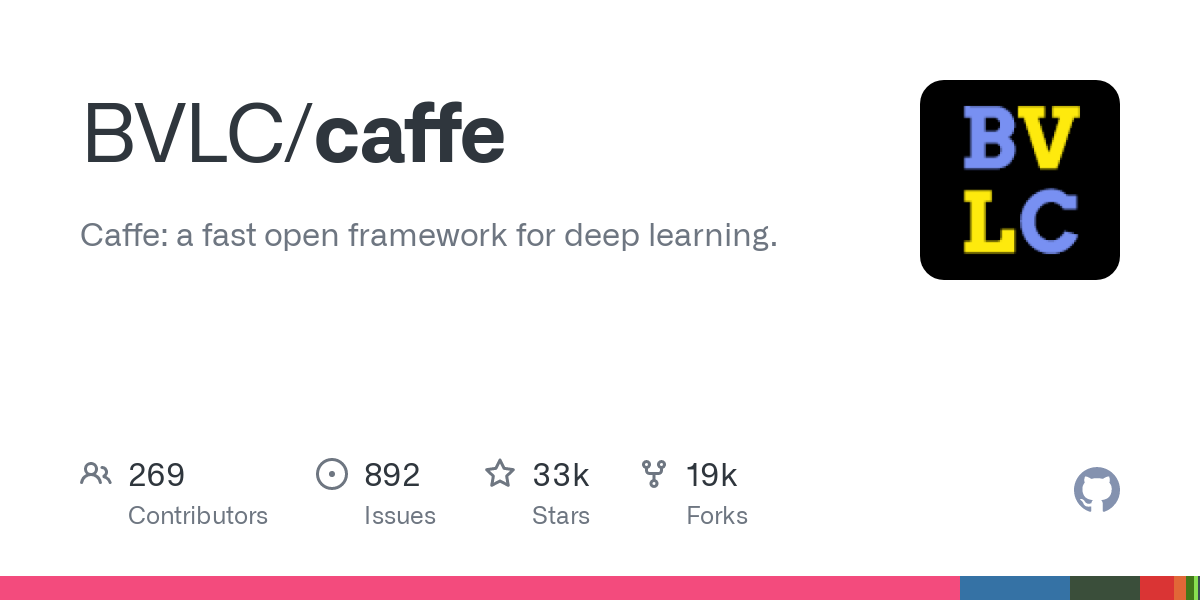 BVLC/caffe
BV
LC
Caffe: a fast open framework for deep learning.
269
Contributors
892
Issues
33k
Stars
19k
Forks